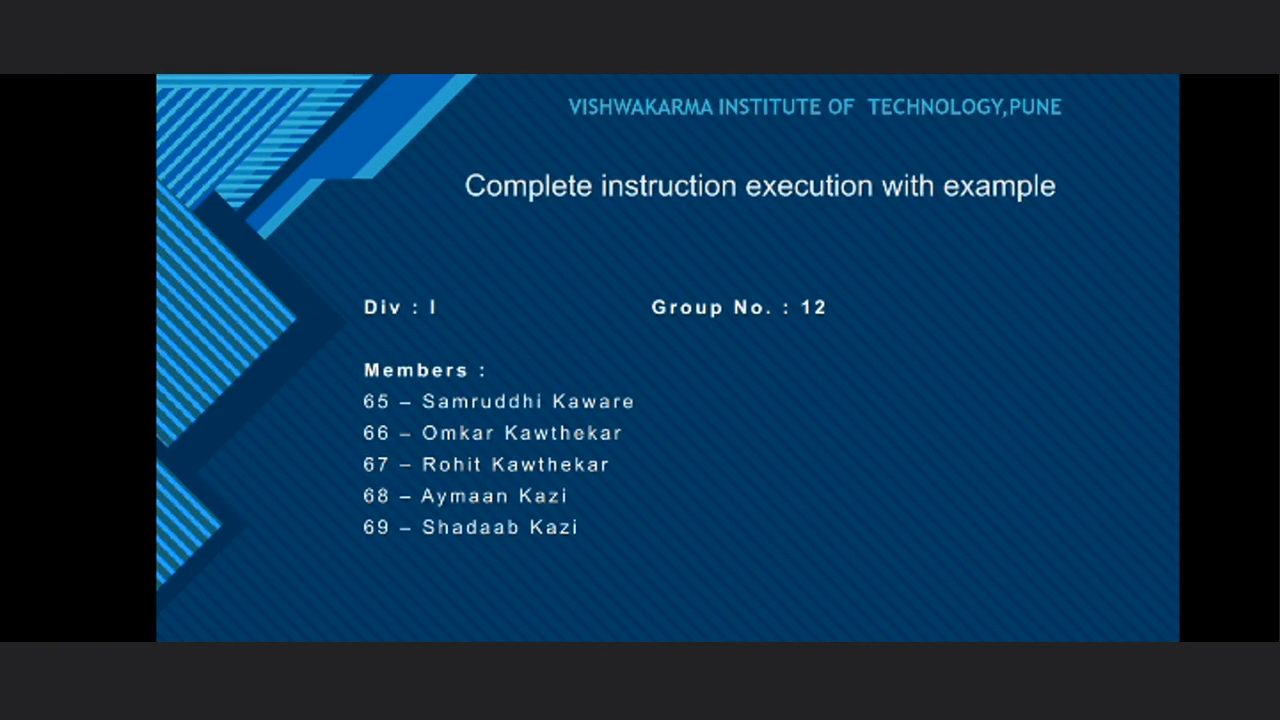 VISHWAKARMA INSTITUTE OF TECHNOLOGY,PUNE
Complete instruction execution with example
Div : I Group No. : 12
Members :
65 – Samruddhi Kaware
66 – Omkar Kawthekar
67 – Rohit Kawthekar
68 – Aymaan Kazi
69 – Shadaab Kazi